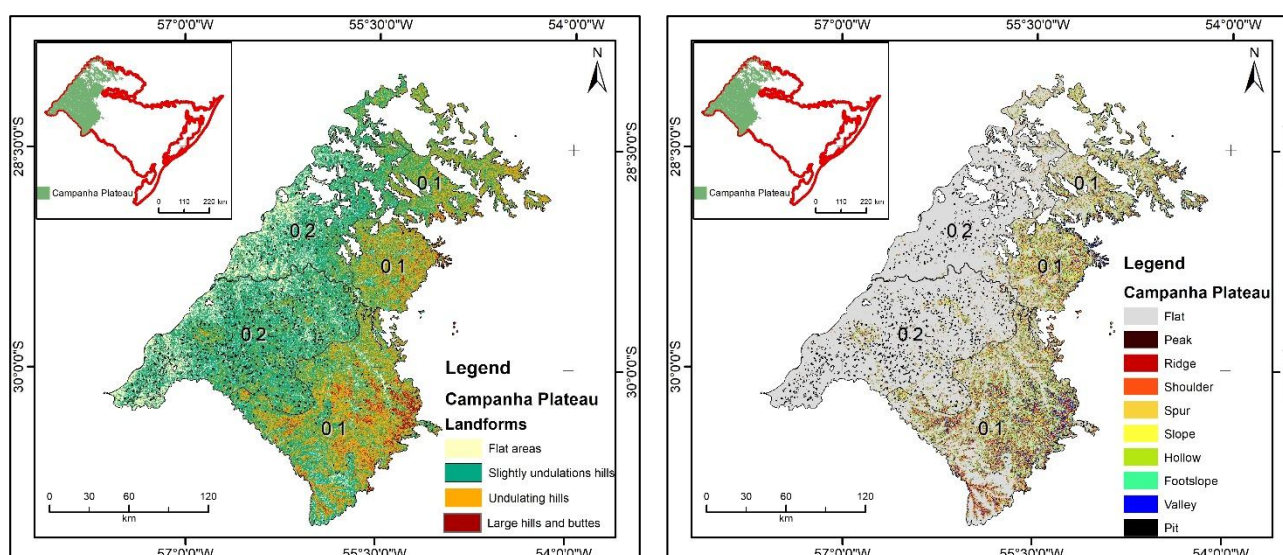 57°0'0"W 55°30'0"W 54°0'0"W
N
Campanha Plateau
0 110 220 km
28°30'0"S
28°30'0"S
30°0'0"S
30°0'0"S
0 1
0 2
0 1
0 2
0 1
Legend
Campanha Plateau
Landforms
Flat areas
Slightly undulations hills
Undulating hills
Large hills and buttes
0 30 60 120
km
57°0'0"W 55°30'0"W 54°0'0"W
57°0'0"W 55°30'0"W 54°0'0"W
N
Campanha Plateau
0 110 220 km
28°30'0"S
28°30'0"S
30°0'0"S
30°0'0"S
0 1
0 2
0 1
0 2
0 1
Legend
Campanha Plateau
Flat
Peak
Ridge
Shoulder
Spur
Slope
Hollow
Footslope
Valley
Pit
0 30 60 120
km
57°0'0"W 55°30'0"W 54°0'0"W